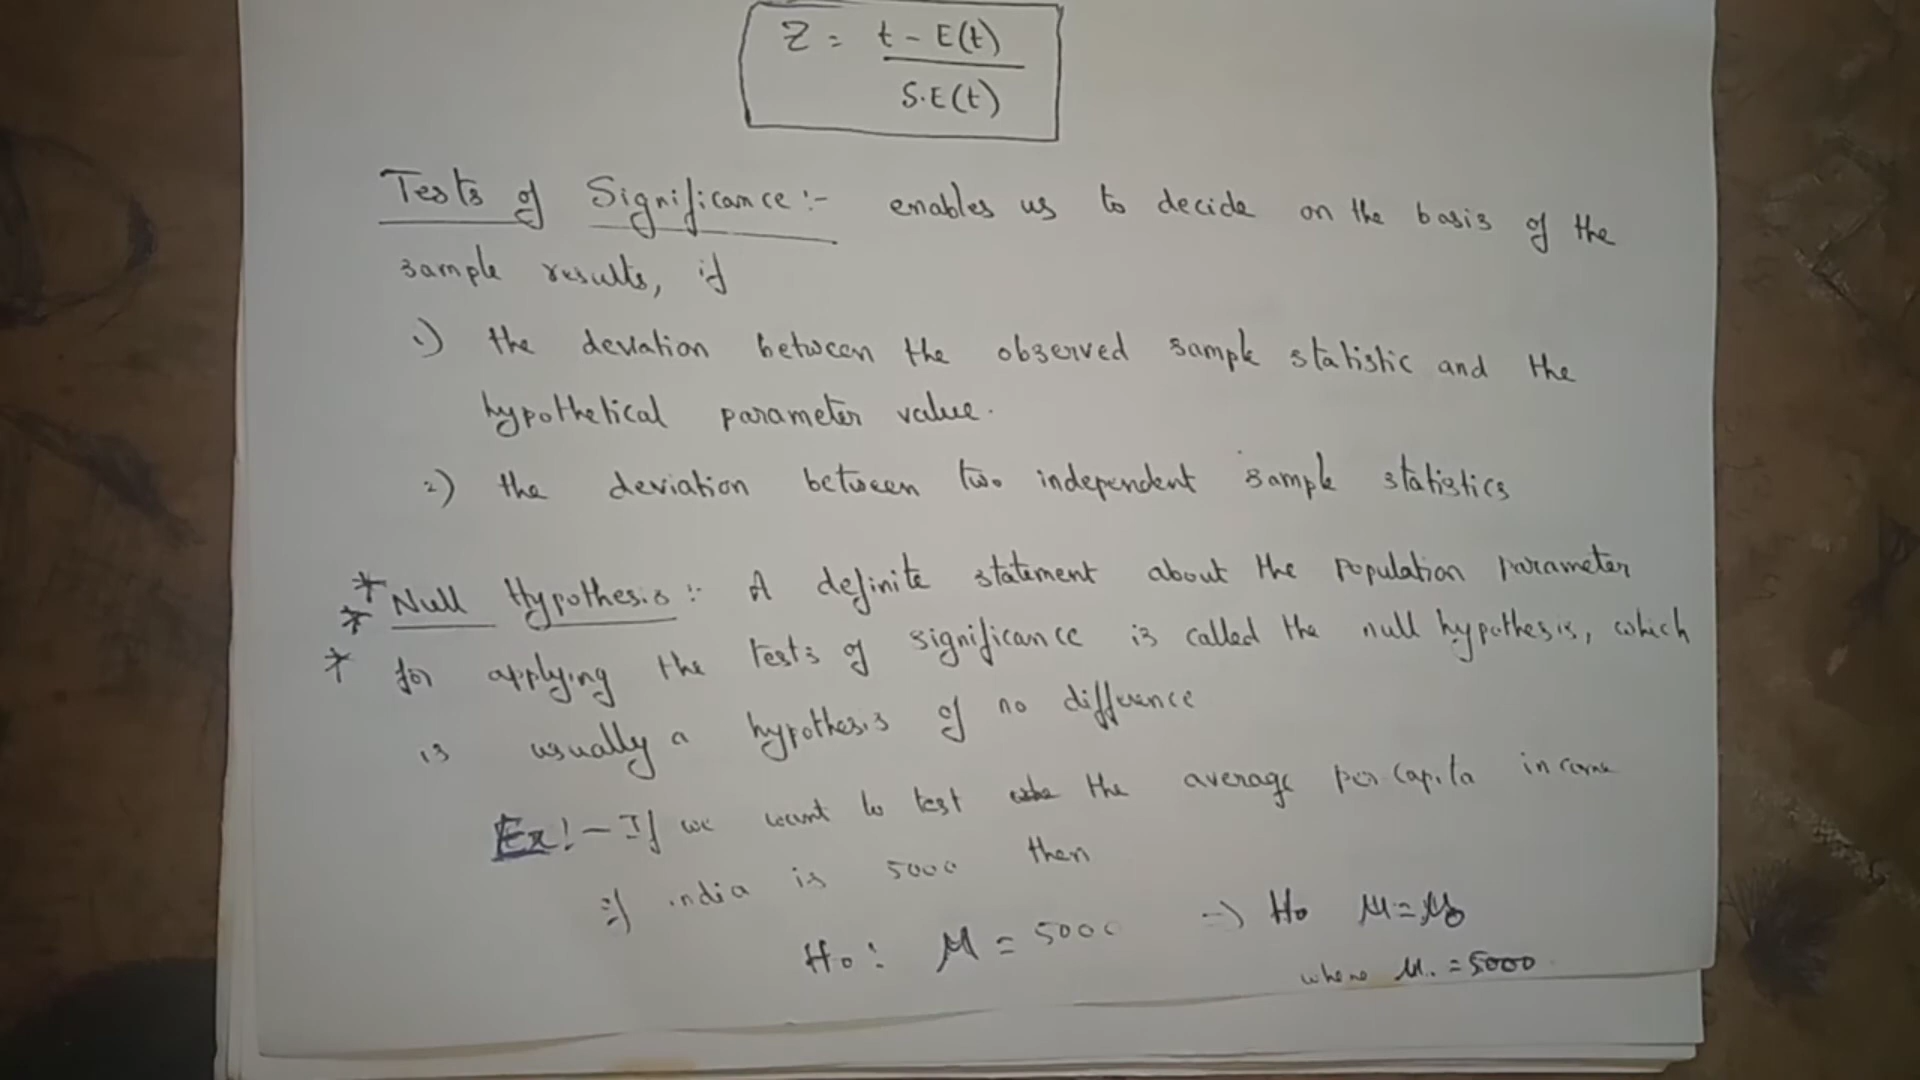 Z = t - E(t)
S.E(t)
Tests of Significance :- enables us to decide on the basis of the
sample results, if
1) the deviation between the observed sample statistic and the
hypothetical parameter value.
2) the deviation between two independent sample statistics
* Null Hypothesis :- A definite statement about the population parameter
*
* for applying the tests of significance is called the null hypothesis, which
is usually a hypothesis of no difference
Ex! - If we want to test the average per capita income
of india is 5000 then
H0 : μ = 5000 -> H0 μ = μ0
where μ0 = 5000